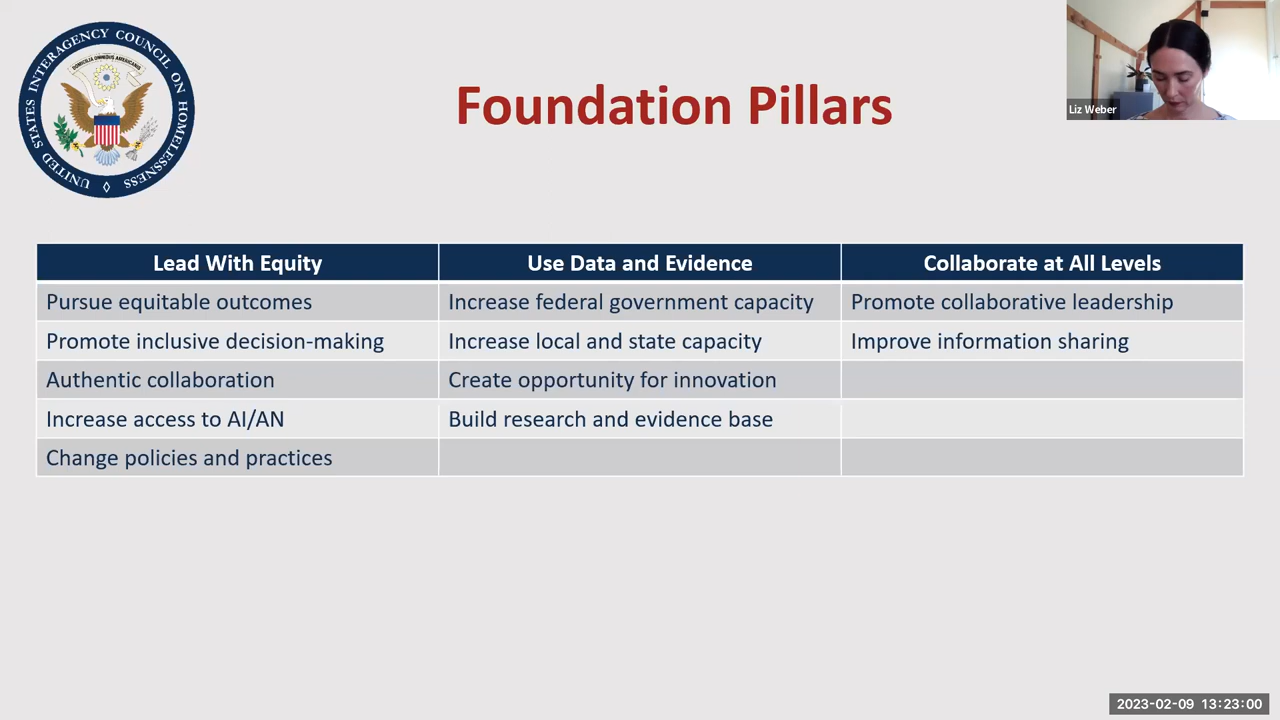 UNITED STATES INTERAGENCY COUNCIL ON HOMELESSNESS
Foundation Pillars
Liz Weber
Lead With Equity
Use Data and Evidence
Collaborate at All Levels
Pursue equitable outcomes
Increase federal government capacity
Promote collaborative leadership
Promote inclusive decision-making
Increase local and state capacity
Improve information sharing
Authentic collaboration
Create opportunity for innovation
Increase access to AI/AN
Build research and evidence base
Change policies and practices
2023-02-09 13:23:00